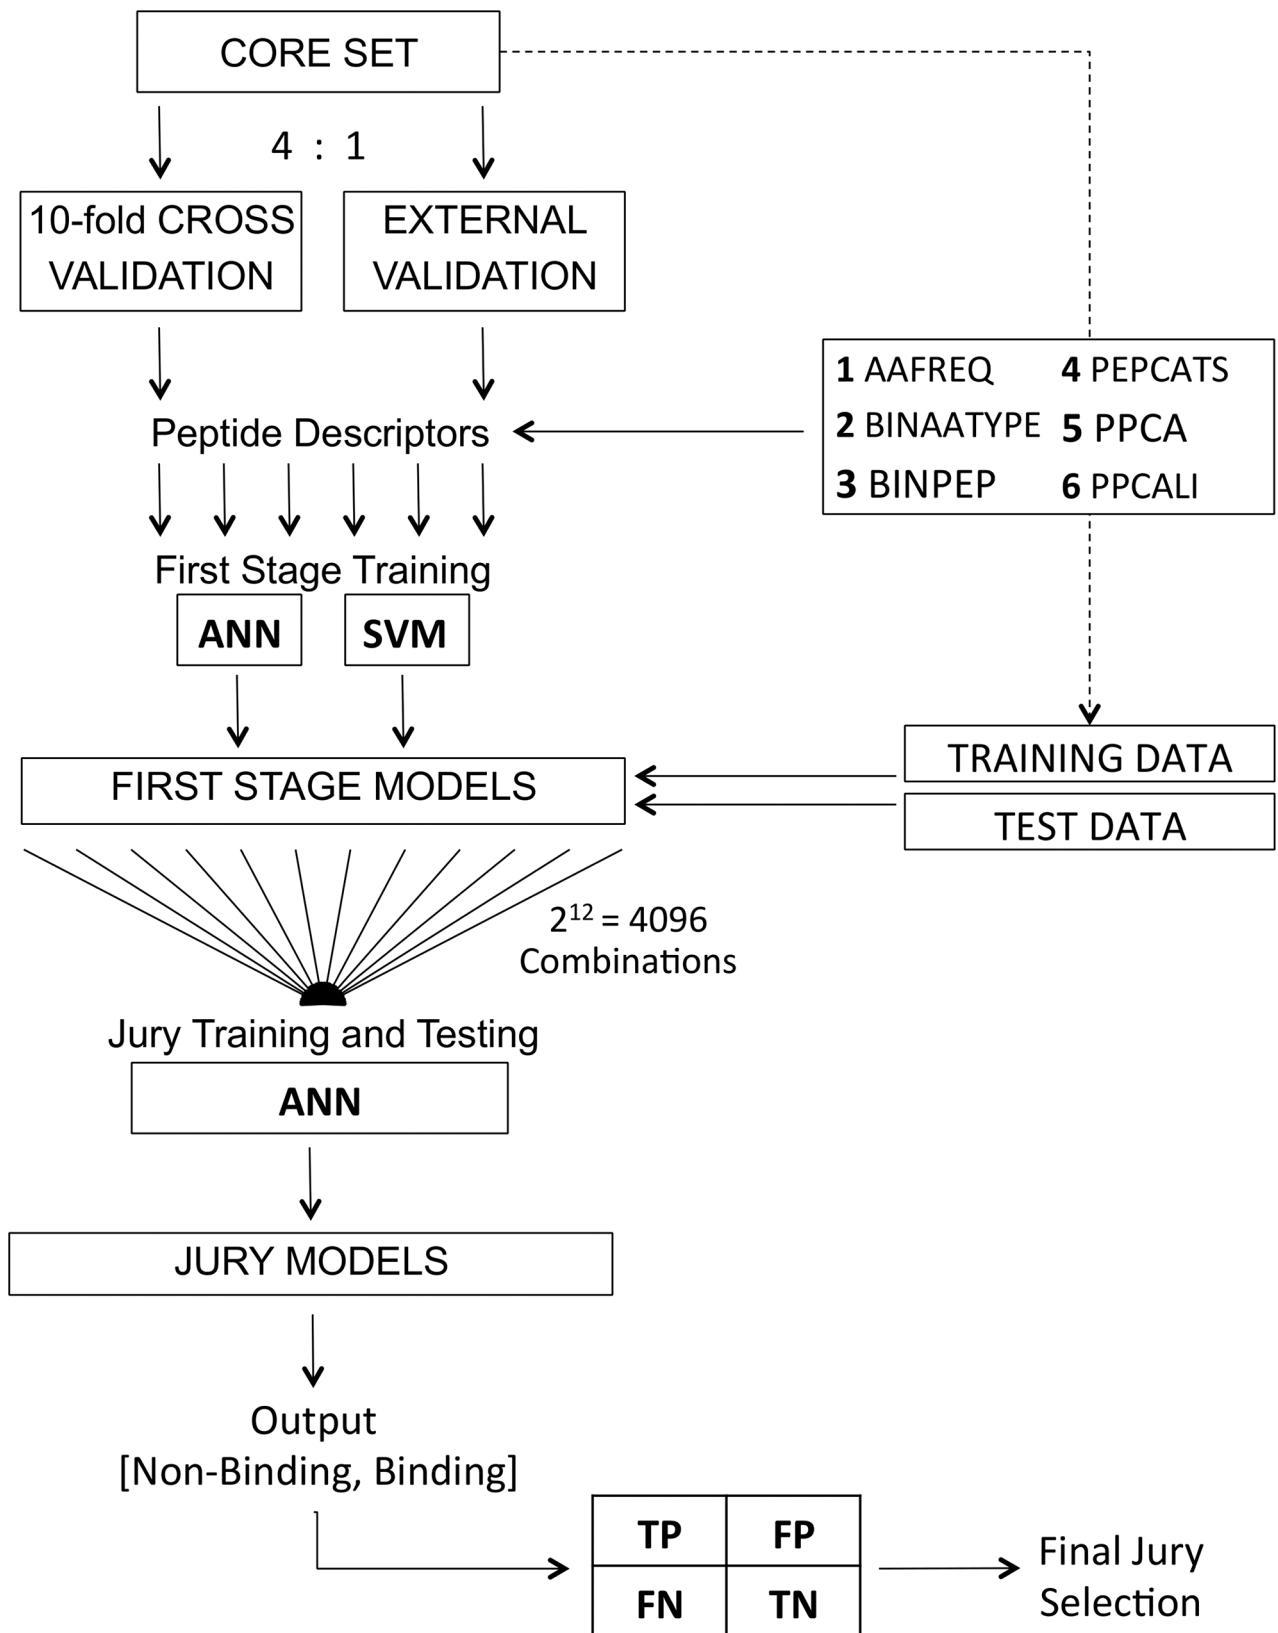 CORE SET
4 : 1
10-fold CROSS
VALIDATION
EXTERNAL
VALIDATION
1 AAFREQ
4 PEPCATS
2 BINAATYPE
5 PPCA
3 BINPEP
6 PPCALI
Peptide Descriptors
First Stage Training
ANN
SVM
FIRST STAGE MODELS
TRAINING DATA
TEST DATA
2¹² = 4096
Combinations
Jury Training and Testing
ANN
JURY MODELS
Output
[Non-Binding, Binding]
TP
FP
FN
TN
Final Jury
Selection